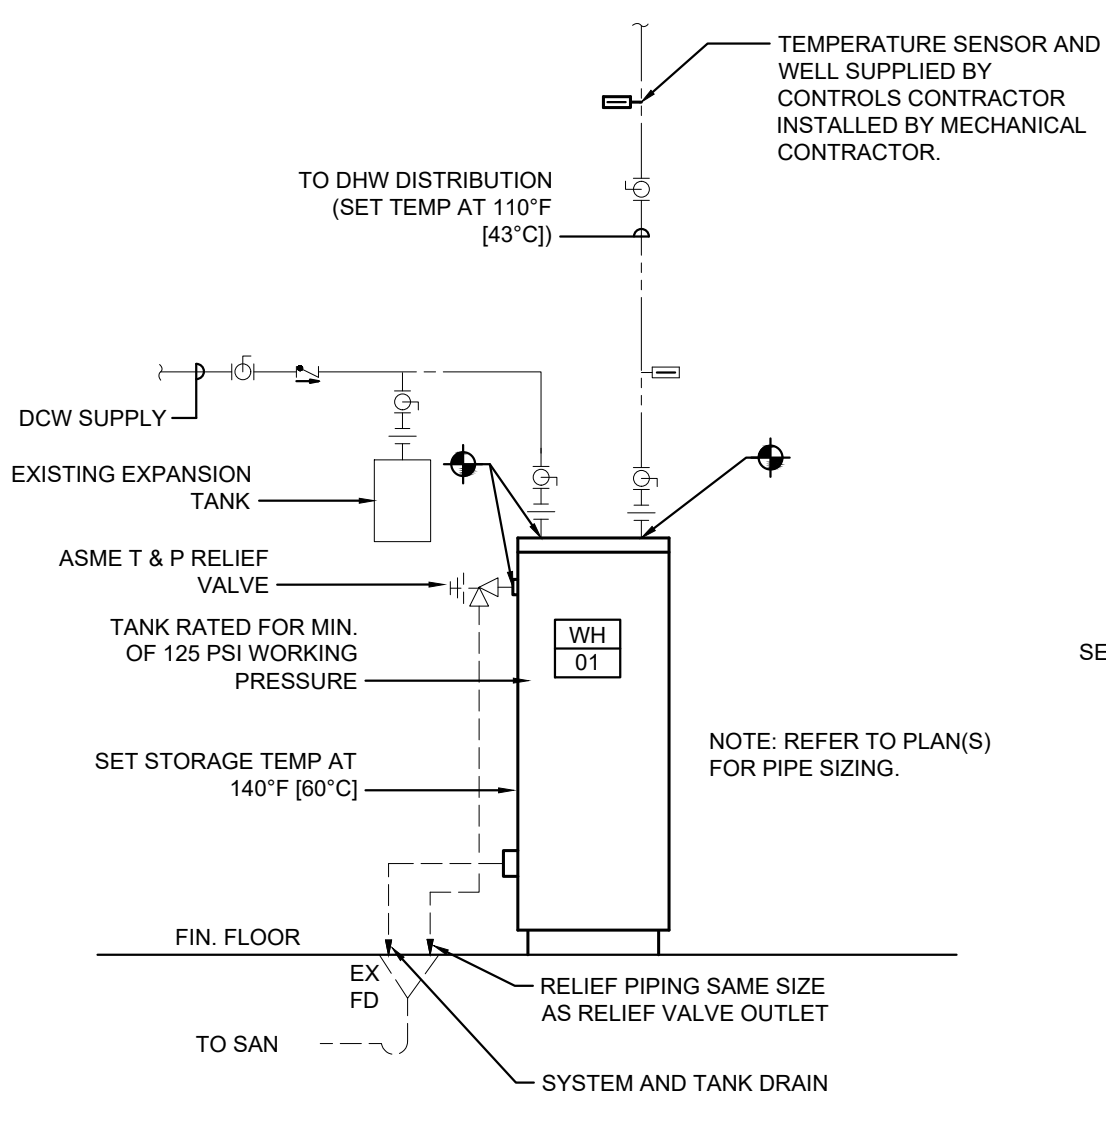 TEMPERATURE SENSOR AND
WELL SUPPLIED BY
CONTROLS CONTRACTOR
INSTALLED BY MECHANICAL
CONTRACTOR.
TO DHW DISTRIBUTION
(SET TEMP AT 110°F
[43°C])
DCW SUPPLY
EXISTING EXPANSION
TANK
ASME T & P RELIEF
VALVE
TANK RATED FOR MIN.
OF 125 PSI WORKING
PRESSURE
WH
01
SE
NOTE: REFER TO PLAN(S)
FOR PIPE SIZING.
SET STORAGE TEMP AT
140°F [60°C]
FIN. FLOOR
EX
FD
RELIEF PIPING SAME SIZE
AS RELIEF VALVE OUTLET
TO SAN
SYSTEM AND TANK DRAIN